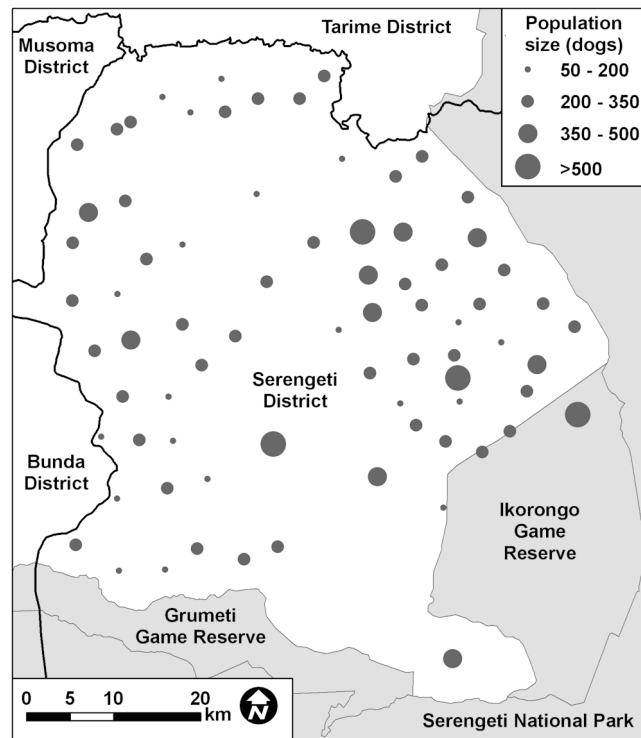 Musoma
District
Tarime District
Population
size (dogs)
50 - 200
200 - 350
350 - 500
>500
Serengeti
District
Bunda
District
Ikorongo
Game
Reserve
Grumeti
Game Reserve
0 5 10 20
km
N
Serengeti National Park